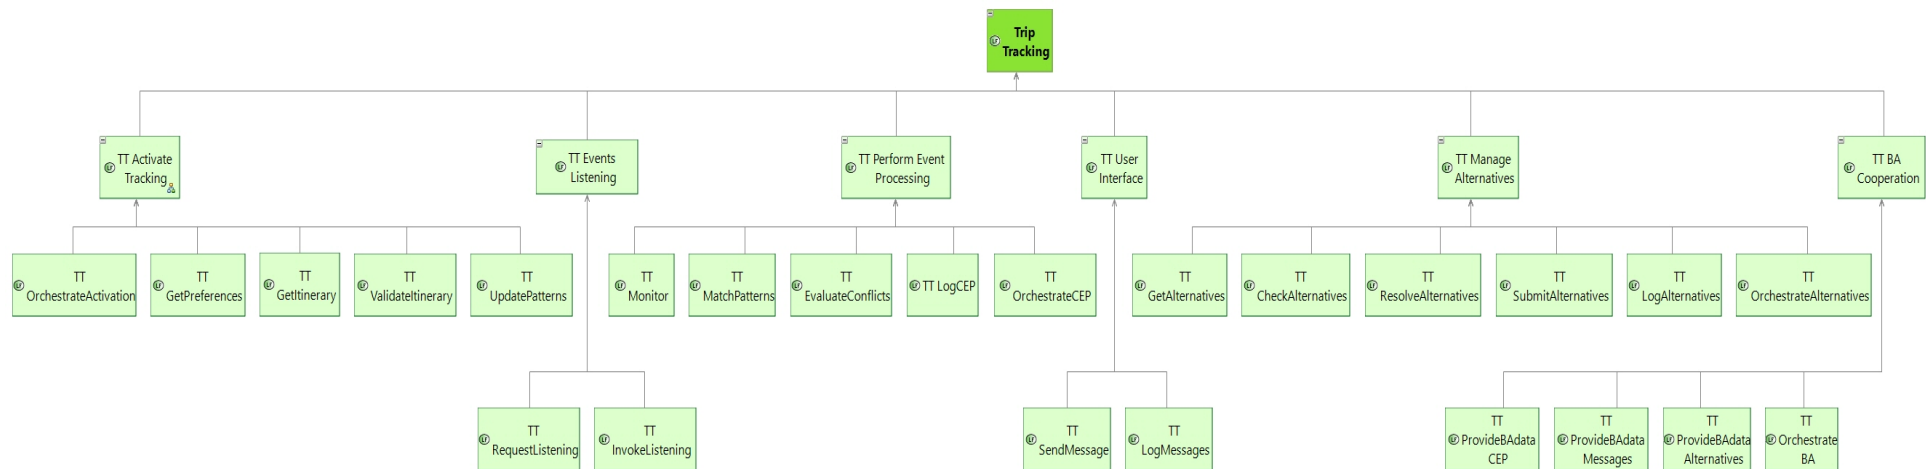 Trip
Tracking
TT Activate
Tracking
TT Events
Listening
TT Perform Event
Processing
TT User
Interface
TT Manage
Alternatives
TT BA
Cooperation
TT
OrchestrateActivation
TT
GetPreferences
TT
GetItinerary
TT
ValidateItinerary
TT
UpdatePatterns
TT
Monitor
TT
MatchPatterns
TT
EvaluateConflicts
TT LogCEP
TT
OrchestrateCEP
TT
GetAlternatives
TT
CheckAlternatives
TT
ResolveAlternatives
TT
SubmitAlternatives
TT
LogAlternatives
TT
OrchestrateAlternatives
TT
RequestListening
TT
InvokeListening
TT
SendMessage
TT
LogMessages
TT
ProvideBAdata
CEP
TT
ProvideBAdata
Messages
TT
ProvideBAdata
Alternatives
TT
Orchestrate
BA